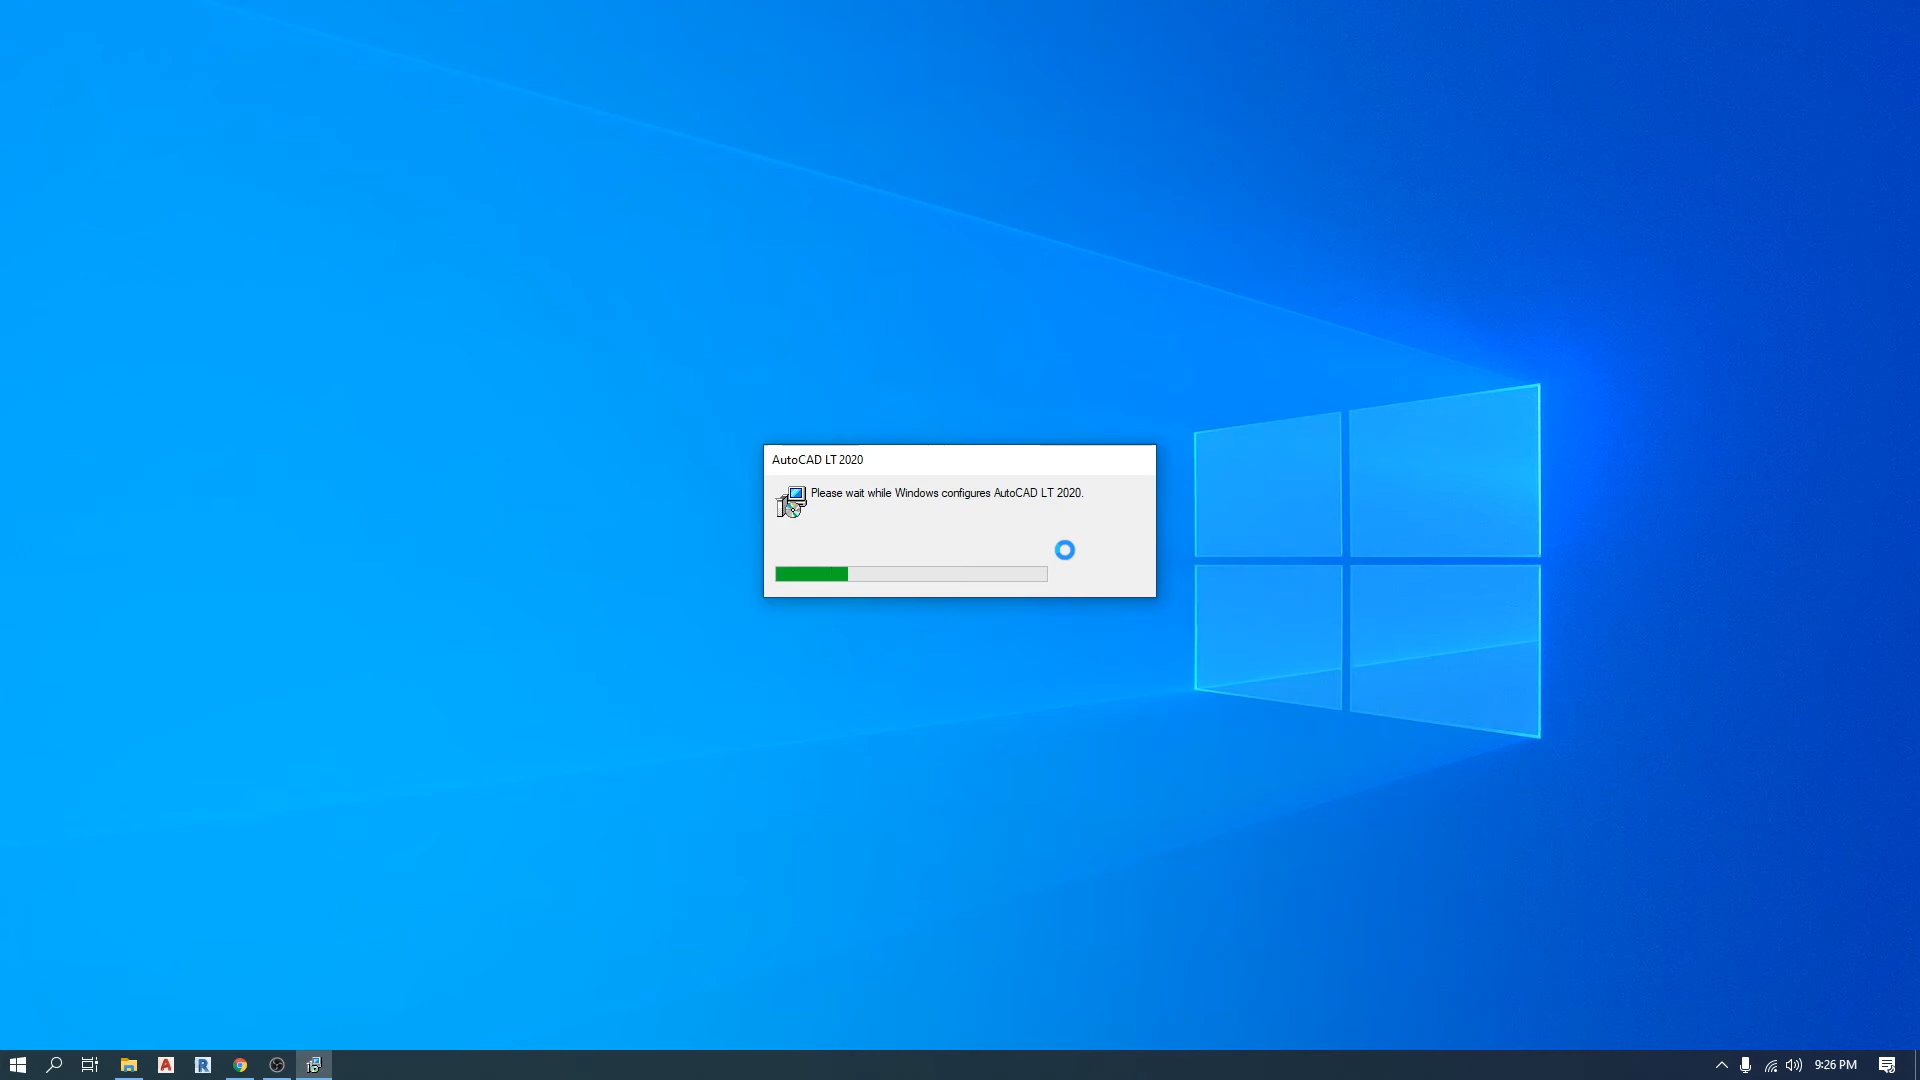 AutoCAD LT 2020
Please wait while Windows configures AutoCAD LT 2020.
A
R
9:26 PM